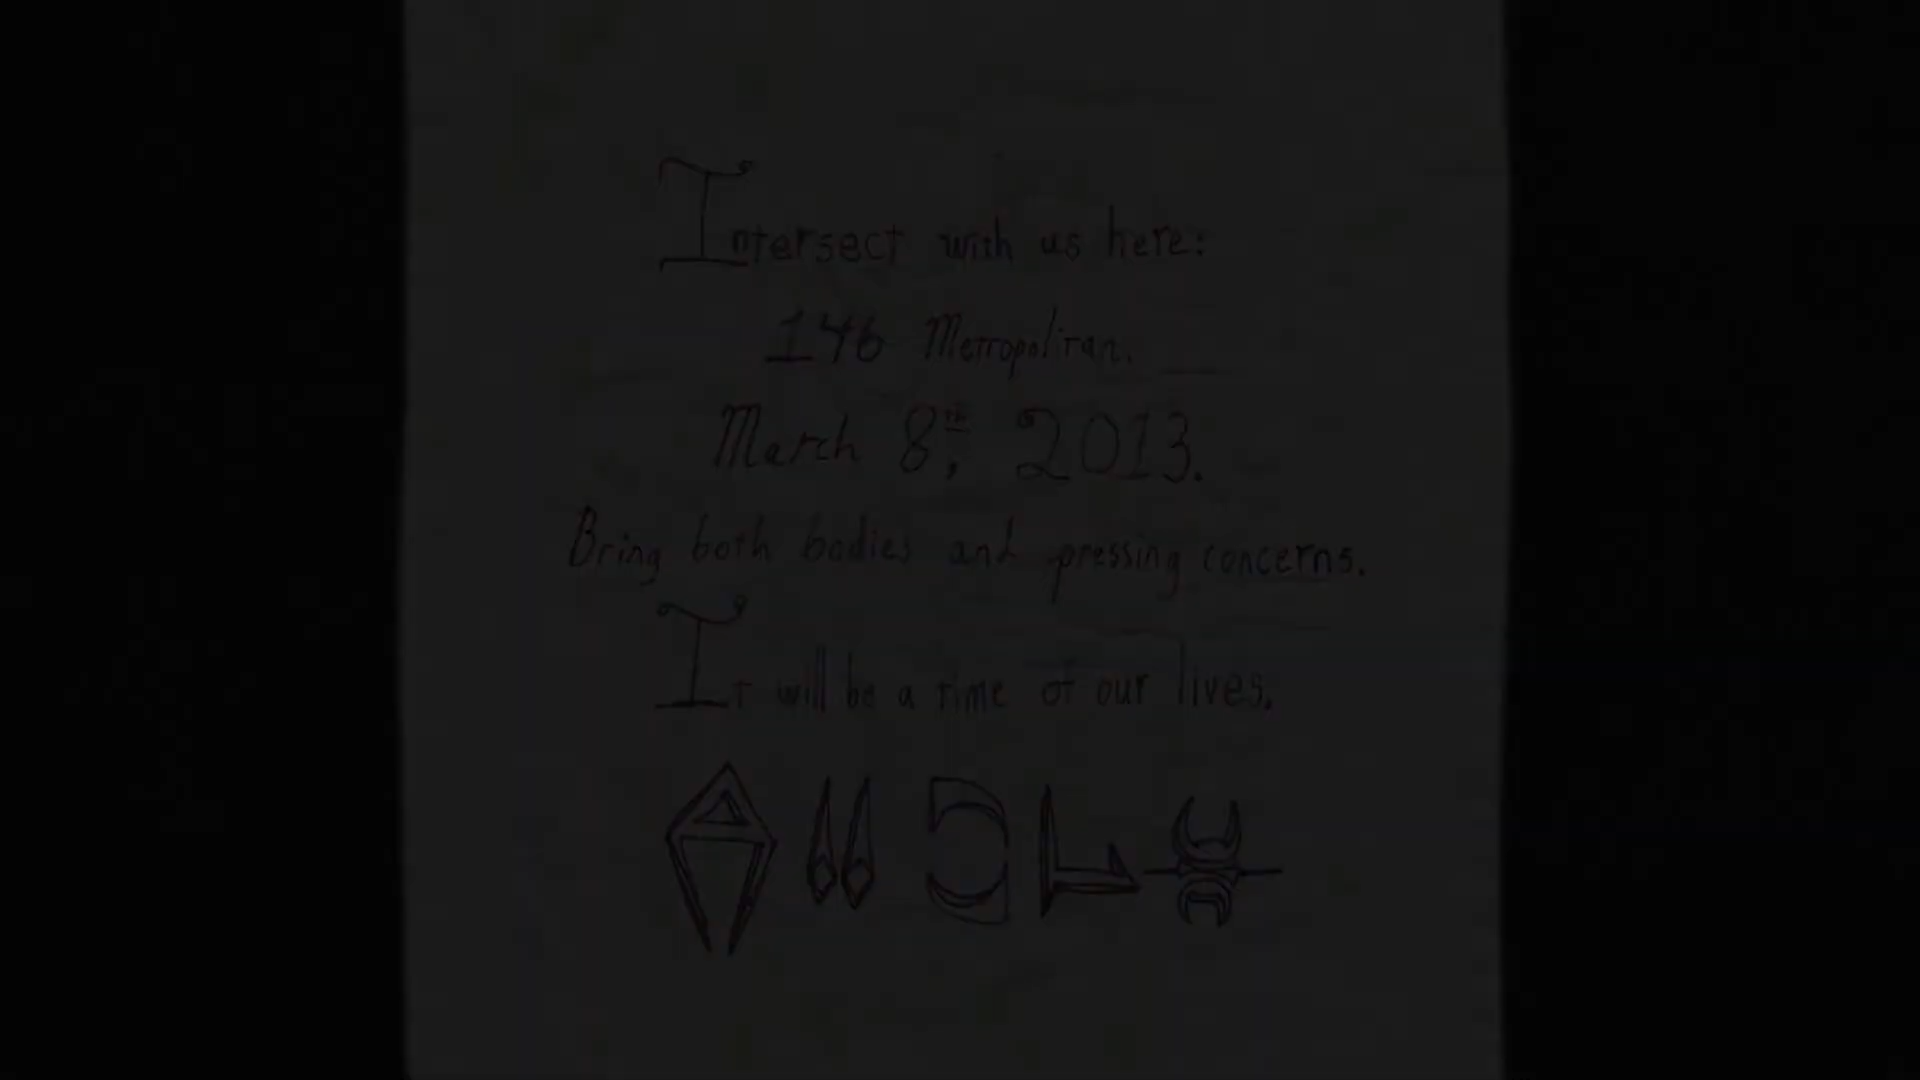 Intersect with us here:
146 Metropolitan.
March 8th, 2013.
Bring both bodies and pressing concerns.
It will be a time of our lives.